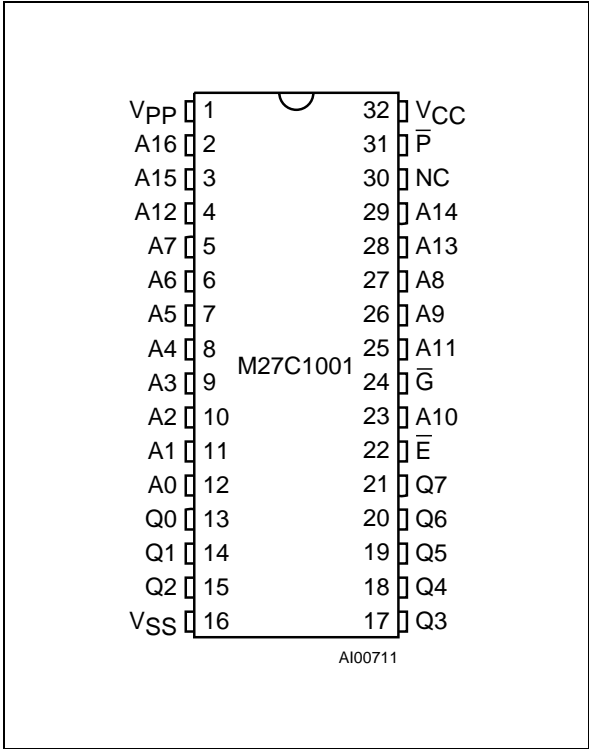 VPP 1 32 VCC
A16 2 31 P̅
A15 3 30 NC
A12 4 29 A14
A7 5 28 A13
A6 6 27 A8
A5 7 26 A9
A4 8 25 A11
M27C1001
A3 9 24 G̅
A2 10 23 A10
A1 11 22 E̅
A0 12 21 Q7
Q0 13 20 Q6
Q1 14 19 Q5
Q2 15 18 Q4
VSS 16 17 Q3
AI00711